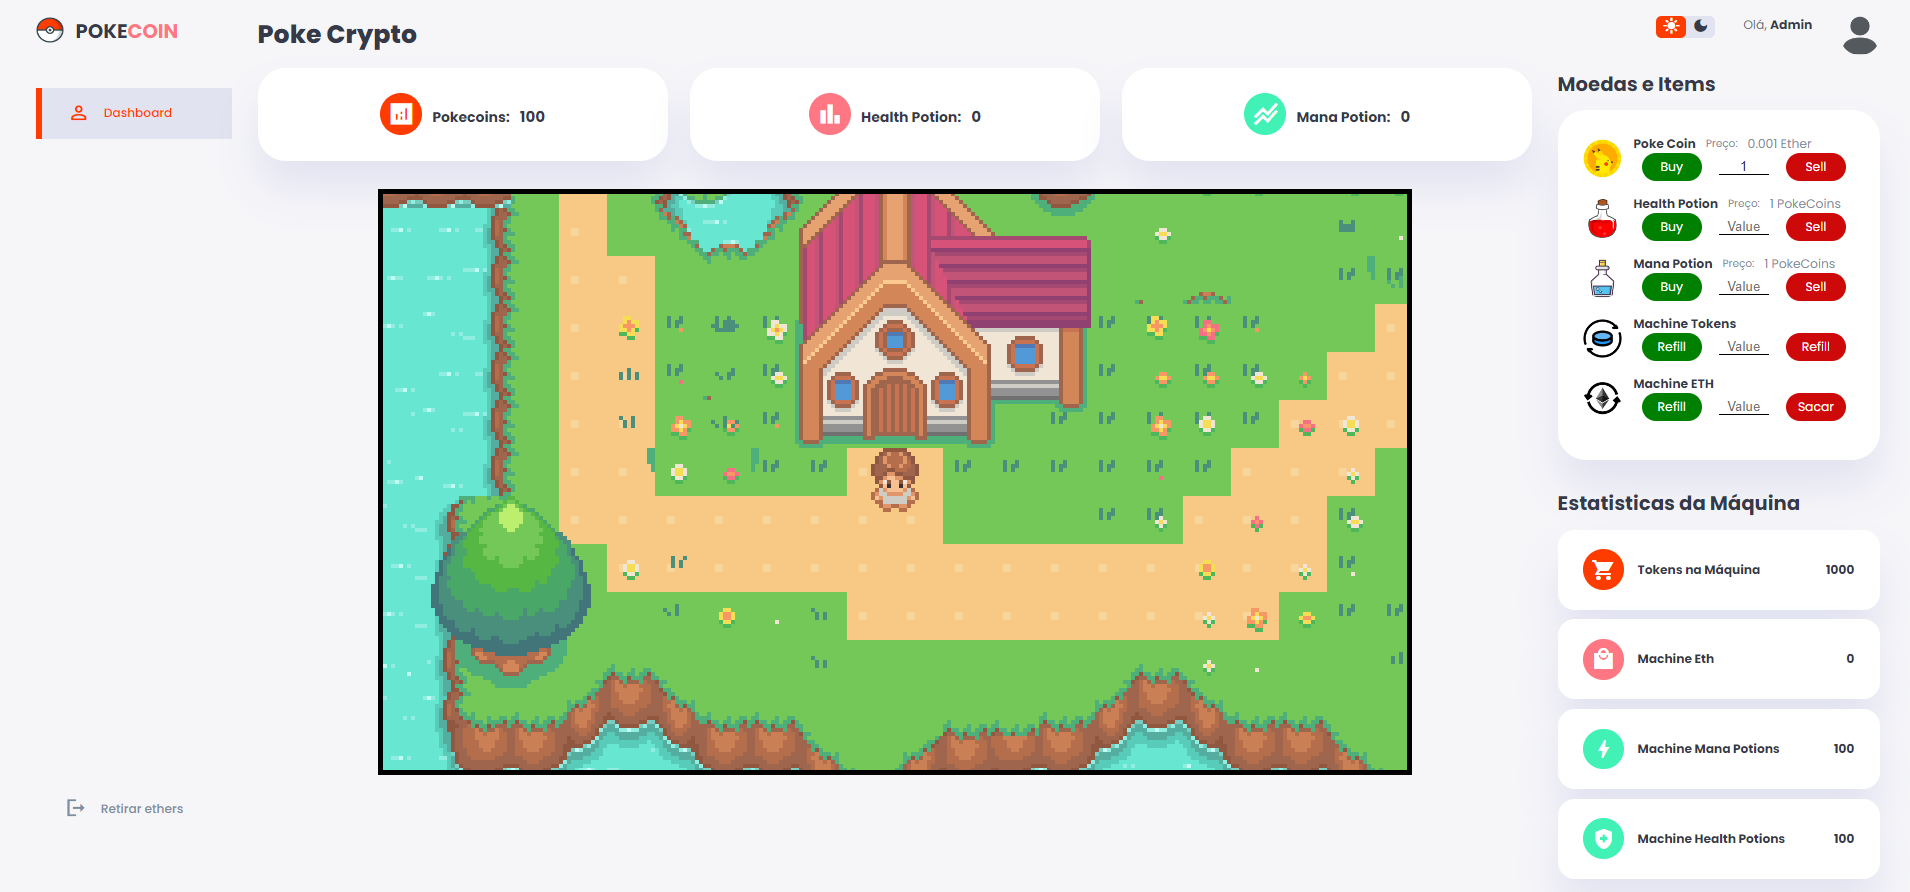 POKECOIN
Dashboard
Retirar ethers
Poke Crypto
Olá, Admin
Pokecoins: 100
Health Potion: 0
Mana Potion: 0
Moedas e Items
Poke Coin Preço: 0.001 Ether
Buy 1 Sell
Health Potion Preço: 1 PokeCoins
Buy Value Sell
Mana Potion Preço: 1 PokeCoins
Buy Value Sell
Machine Tokens
Refill Value Refill
Machine ETH
Refill Value Sacar
Estatisticas da Máquina
Tokens na Máquina 1000
Machine Eth 0
Machine Mana Potions 100
Machine Health Potions 100